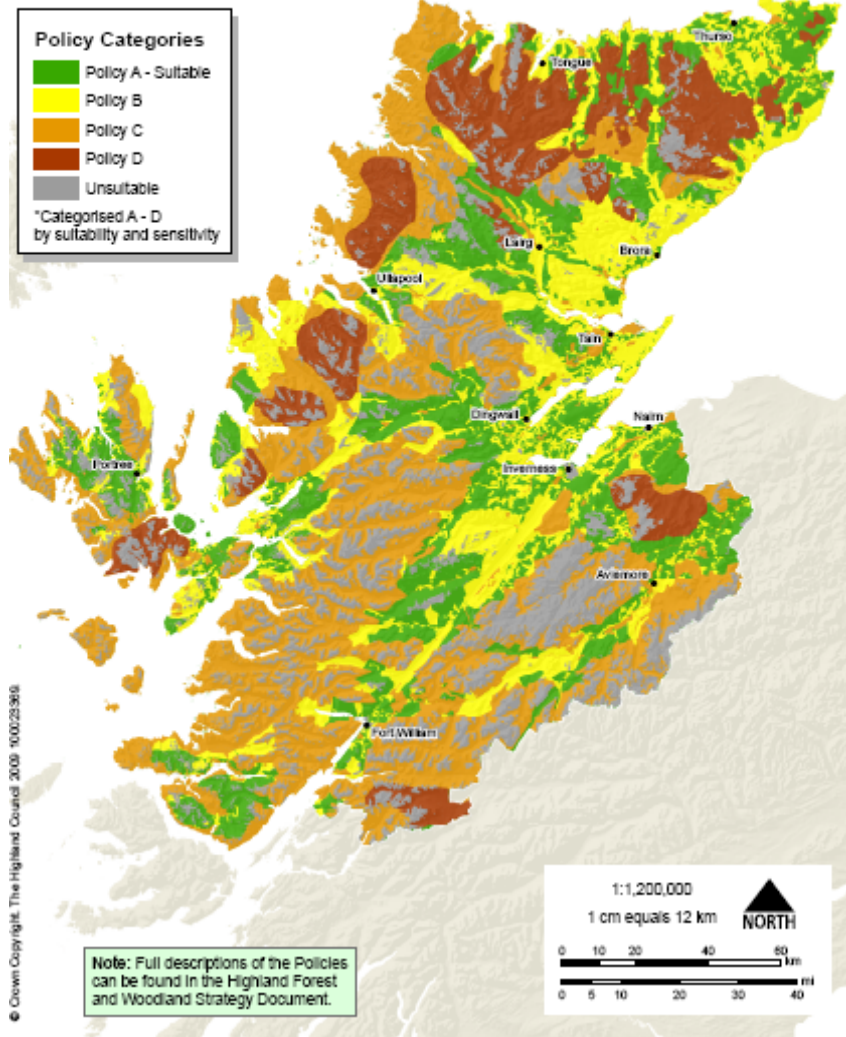 Policy Categories
Policy A - Suitable
Policy B
Policy C
Policy D
Unsuitable
*Categorised A - D
by suitability and sensitivity
Thurso
Tongue
Lairg
Brora
Ullapool
Tain
Dingwall
Nairn
Portree
Inverness
Aviemore
Fort William
© Crown Copyright. The Highland Council 2009 100023369.
1:1,200,000
1 cm equals 12 km
NORTH
0 10 20 40 60
km
mi
0 5 10 20 30 40
Note: Full descriptions of the Policies
can be found in the Highland Forest
and Woodland Strategy Document.